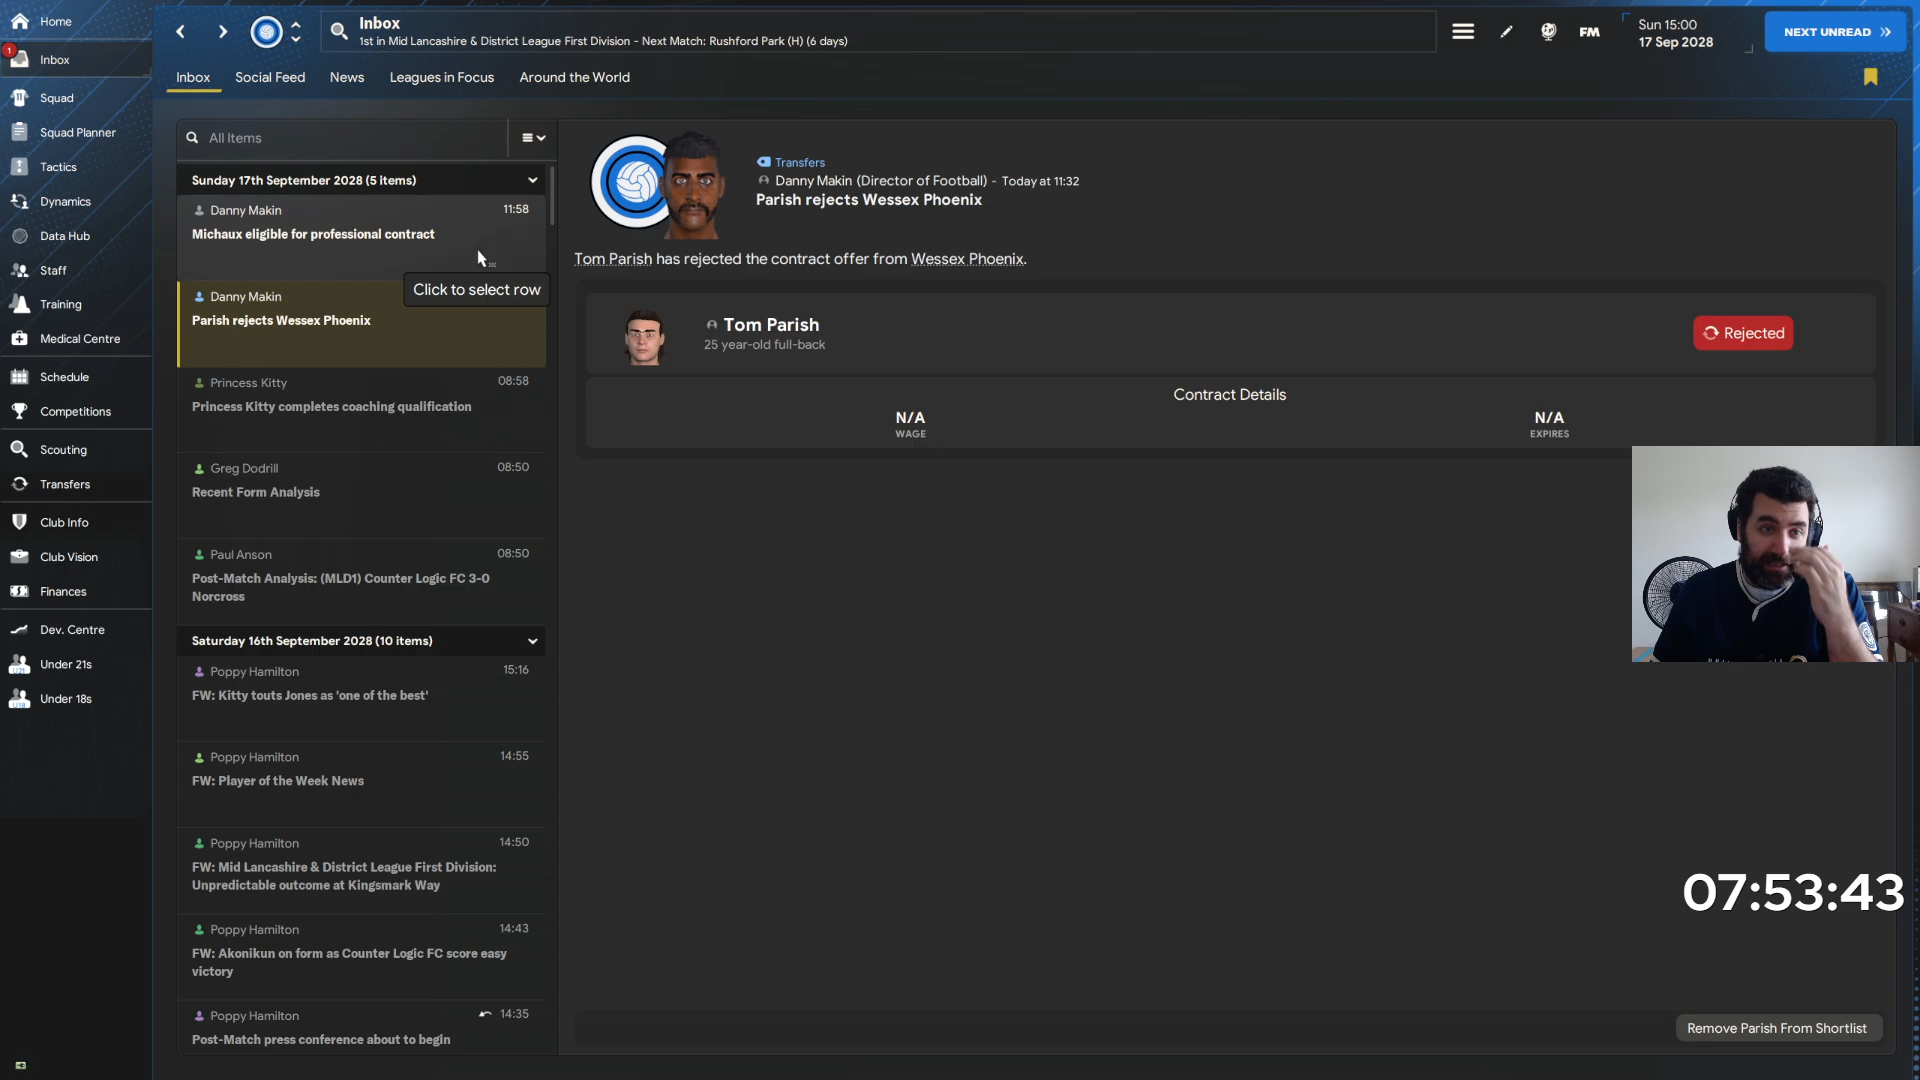 Home
1
Inbox
Squad
Squad Planner
Tactics
Dynamics
Data Hub
Staff
Training
Medical Centre
Schedule
Competitions
Scouting
Transfers
Club Info
Club Vision
Finances
Dev. Centre
Under 21s
Under 18s
Inbox
1st in Mid Lancashire & District League First Division - Next Match: Rushford Park (H) (6 days)
FM
Sun 15:00
17 Sep 2028
NEXT UNREAD
Inbox
Social Feed
News
Leagues in Focus
Around the World
All Items
Sunday 17th September 2028 (5 items)
Danny Makin
11:58
Michaux eligible for professional contract
Click to select row
Danny Makin
Parish rejects Wessex Phoenix
Princess Kitty
08:58
Princess Kitty completes coaching qualification
Greg Dodrill
08:50
Recent Form Analysis
Paul Anson
08:50
Post-Match Analysis: (MLD1) Counter Logic FC 3-0
Norcross
Saturday 16th September 2028 (10 items)
Poppy Hamilton
15:16
FW: Kitty touts Jones as 'one of the best'
Poppy Hamilton
14:55
FW: Player of the Week News
Poppy Hamilton
14:50
FW: Mid Lancashire & District League First Division:
Unpredictable outcome at Kingsmark Way
Poppy Hamilton
14:43
FW: Akonikun on form as Counter Logic FC score easy
victory
Poppy Hamilton
14:35
Post-Match press conference about to begin
Transfers
Danny Makin (Director of Football) - Today at 11:32
Parish rejects Wessex Phoenix
Tom Parish has rejected the contract offer from Wessex Phoenix.
Tom Parish
25 year-old full-back
Rejected
Contract Details
N/A
WAGE
N/A
EXPIRES
07:53:43
Remove Parish From Shortlist